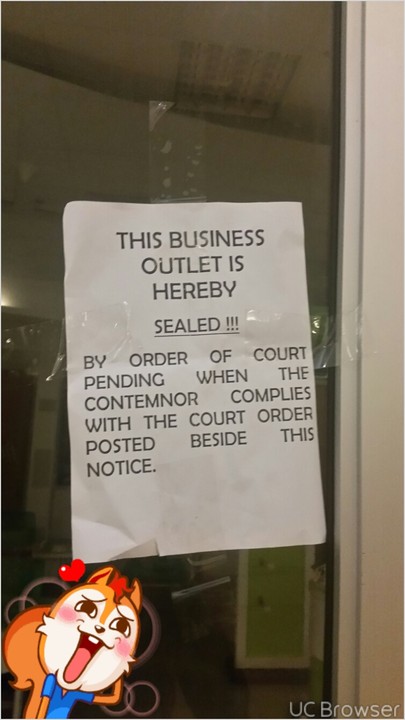 THIS BUSINESS
OUTLET IS
HEREBY
SEALED !!!
BY ORDER OF COURT
PENDING WHEN THE
CONTEMNOR COMPLIES
WITH THE COURT ORDER
POSTED BESIDE THIS
NOTICE.
UC Browser